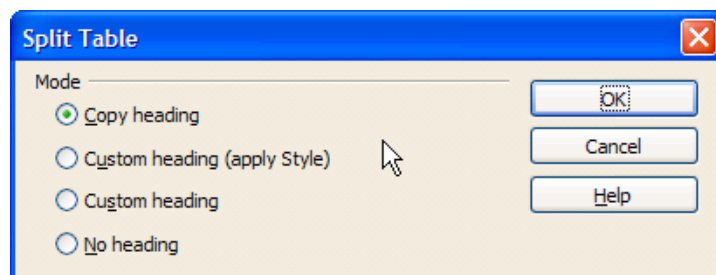 Split Table
Mode
Copy heading
Custom heading (apply Style)
Custom heading
No heading
OK
Cancel
Help